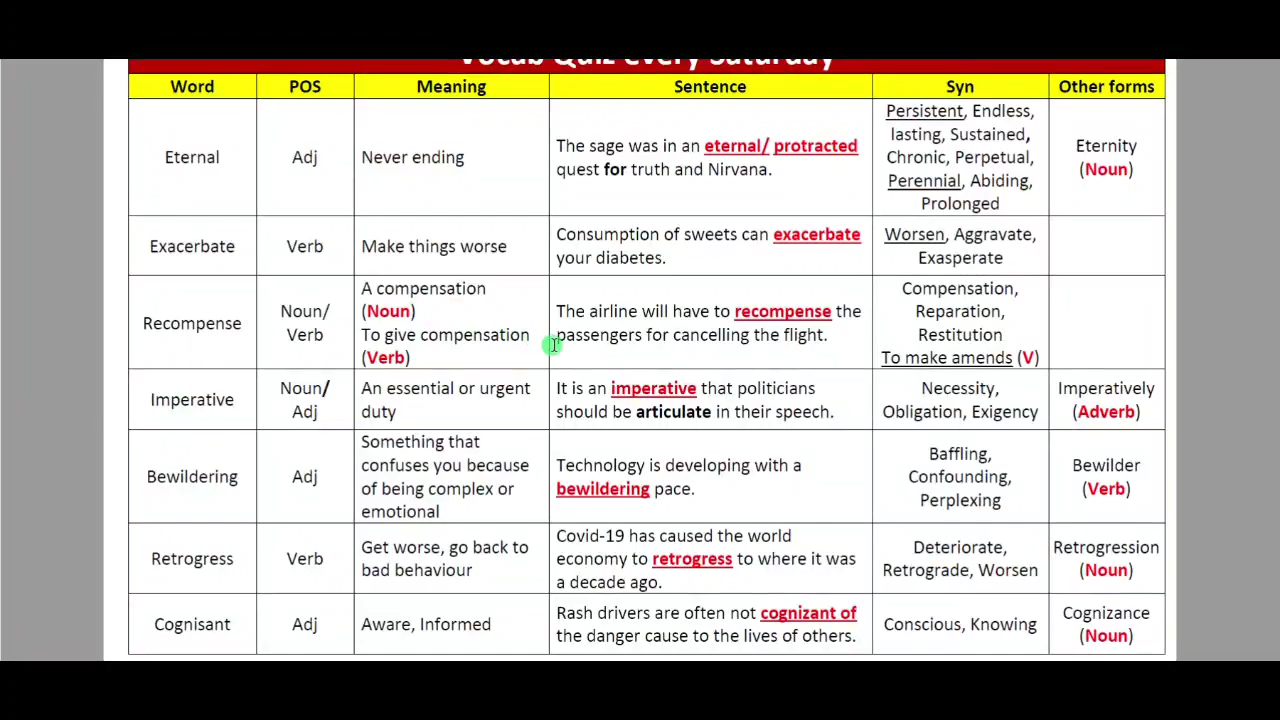 Vocab Quiz Every Saturday
Word POS Meaning Sentence Syn Other forms
Eternal
Adj
Never ending
The sage was in an eternal/ protracted
quest for truth and Nirvana.
Persistent, Endless,
lasting, Sustained,
Chronic, Perpetual,
Perennial, Abiding,
Prolonged
Eternity
(Noun)
Exacerbate
Verb
Make things worse
Consumption of sweets can exacerbate
your diabetes.
Worsen, Aggravate,
Exasperate
Recompense
Noun/
Verb
A compensation
(Noun)
To give compensation
(Verb)
The airline will have to recompense the
passengers for cancelling the flight.
Compensation,
Reparation,
Restitution
To make amends (V)
Imperative
Noun/
Adj
An essential or urgent
duty
It is an imperative that politicians
should be articulate in their speech.
Necessity,
Obligation, Exigency
Imperatively
(Adverb)
Bewildering
Adj
Something that
confuses you because
of being complex or
emotional
Technology is developing with a
bewildering pace.
Baffling,
Confounding,
Perplexing
Bewilder
(Verb)
Retrogress
Verb
Get worse, go back to
bad behaviour
Covid-19 has caused the world
economy to retrogress to where it was
a decade ago.
Deteriorate,
Retrograde, Worsen
Retrogression
(Noun)
Cognisant
Adj
Aware, Informed
Rash drivers are often not cognizant of
the danger cause to the lives of others.
Conscious, Knowing
Cognizance
(Noun)